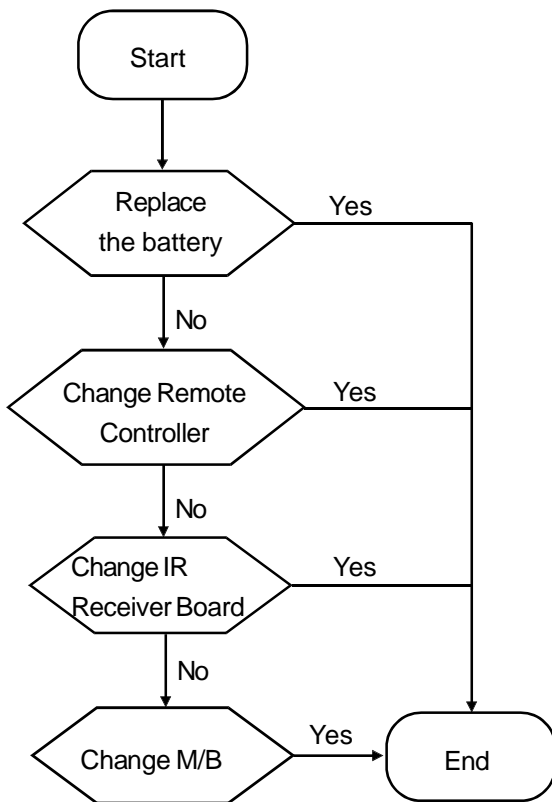 Start
Replace
the battery
Yes
No
Change Remote
Controller
Yes
No
Change IR
Receiver Board
Yes
No
Change M/B
Yes
End